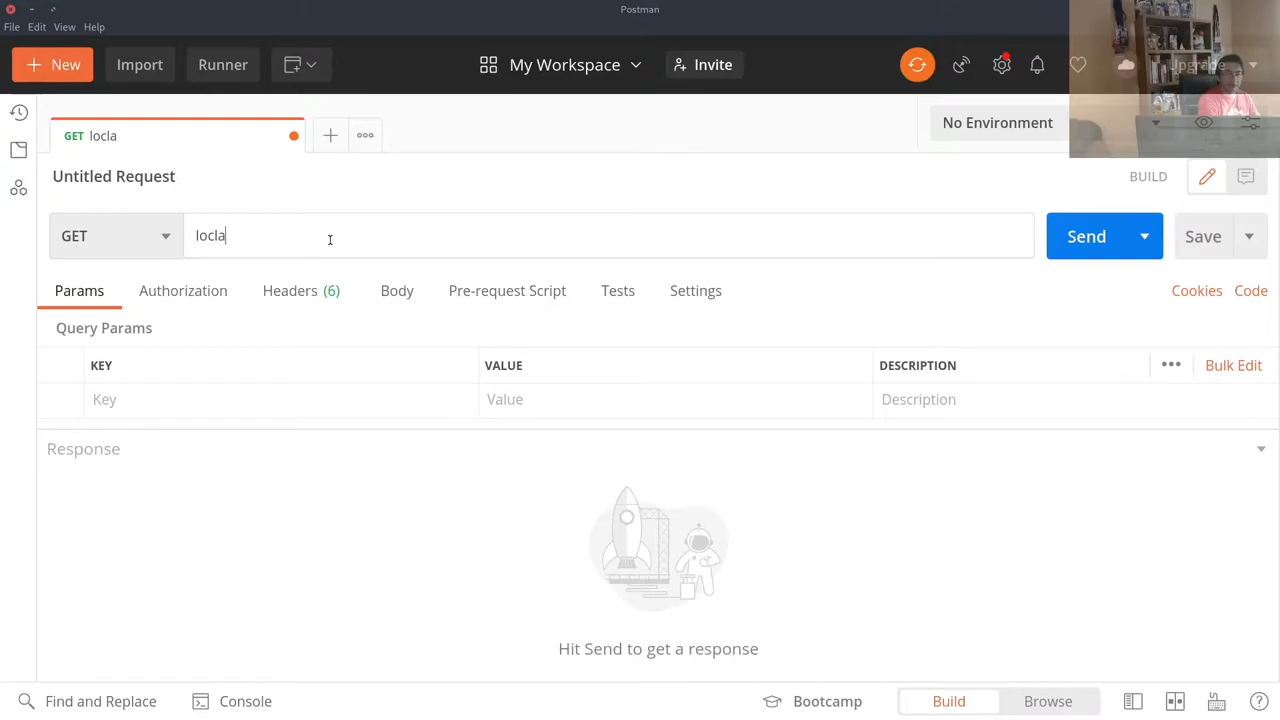 Postman
File Edit View Help
New Import Runner My Workspace Invite Upgrade
GET locla No Environment
Untitled Request BUILD
GET locla Send Save
Params Authorization Headers (6) Body Pre-request Script Tests Settings Cookies Code
Query Params
KEY VALUE DESCRIPTION Bulk Edit
Key Value Description
Response
Hit Send to get a response
Find and Replace Console Bootcamp Build Browse